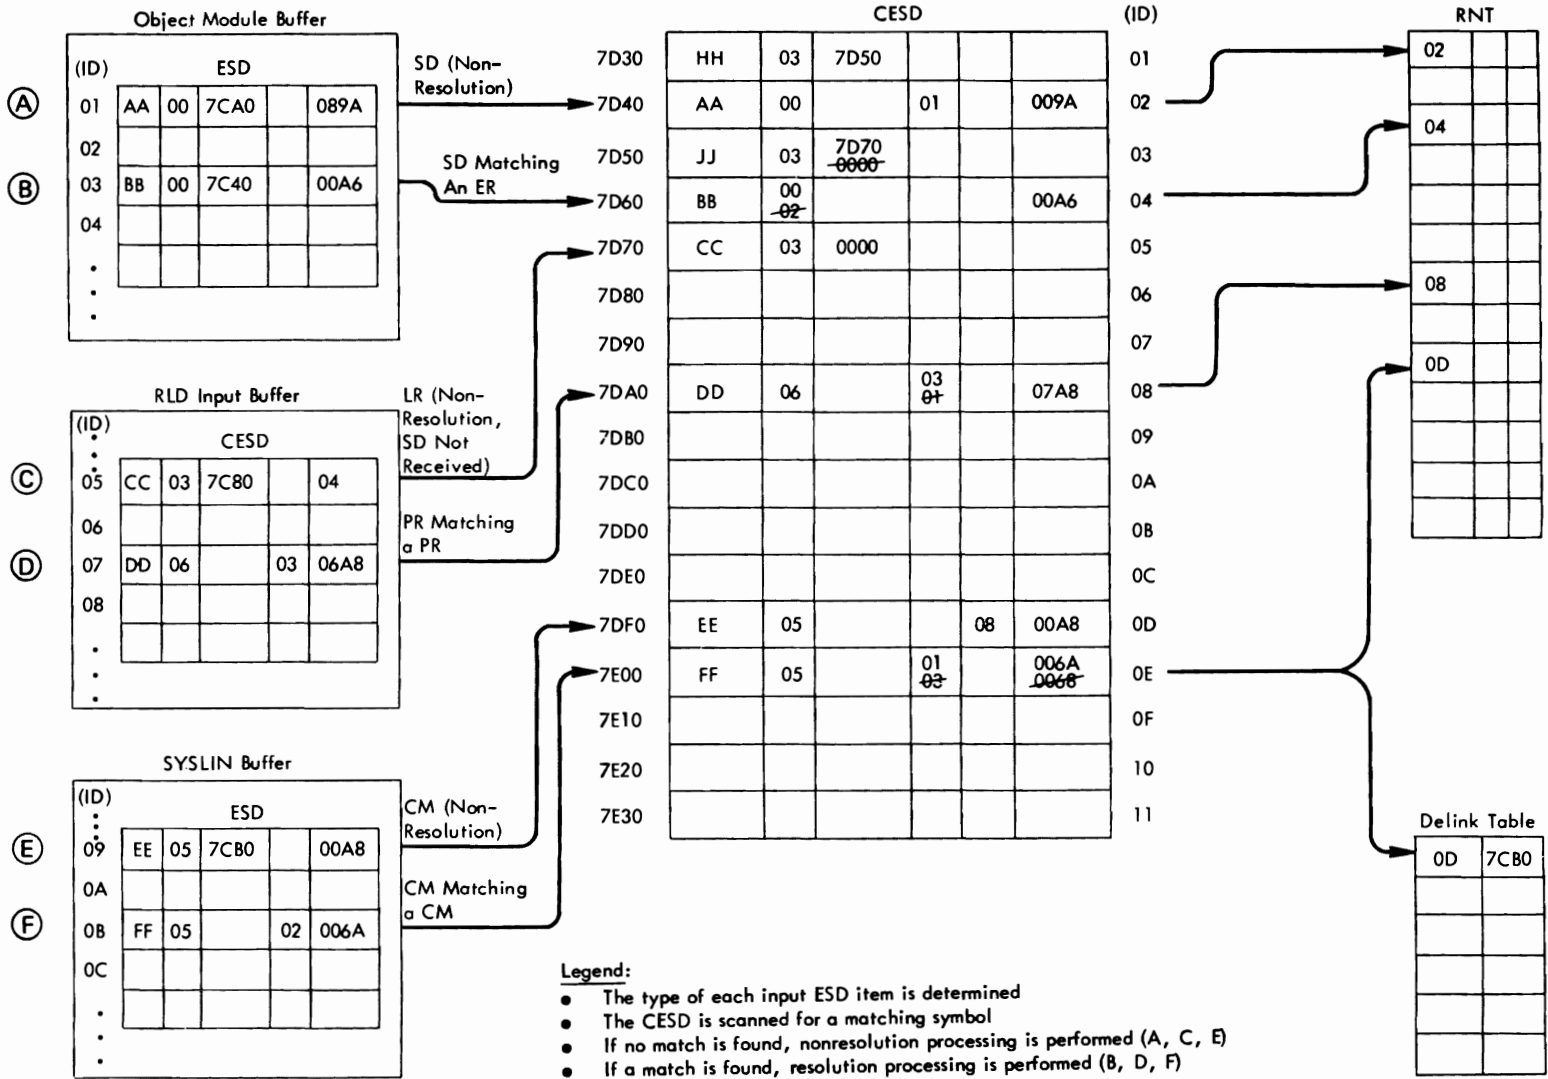 Object Module Buffer
(ID) ESD
A 01 AA 00 7CA0 089A
02
B 03 BB 00 7C40 00A6
04
SD (Non-
Resolution)
SD Matching
An ER
RLD Input Buffer
(ID)
CESD
C 05 CC 03 7C80 04
06
D 07 DD 06 03 06A8
08
LR (Non-
Resolution,
SD Not
Received)
PR Matching
a PR
SYSLIN Buffer
(ID)
ESD
E 09 EE 05 7CB0 00A8
0A
F 0B FF 05 02 006A
0C
CM (Non-
Resolution)
CM Matching
a CM
CESD (ID)
7D30 HH 03 7D50 01
7D40 AA 00 01 009A 02
7D50 JJ 03 7D70 0000 03
7D60 BB 00 02 00A6 04
7D70 CC 03 0000 05
7D80 06
7D90 07
7DA0 DD 06 03 01 07A8 08
7DB0 09
7DC0 0A
7DD0 0B
7DE0 0C
7DF0 EE 05 08 00A8 0D
7E00 FF 05 01 03 006A 0068 0E
7E10 0F
7E20 10
7E30 11
RNT
02
04
08
0D
Delink Table
0D 7CB0
Legend:
• The type of each input ESD item is determined
• The CESD is scanned for a matching symbol
• If no match is found, nonresolution processing is performed (A, C, E)
• If a match is found, resolution processing is performed (B, D, F)